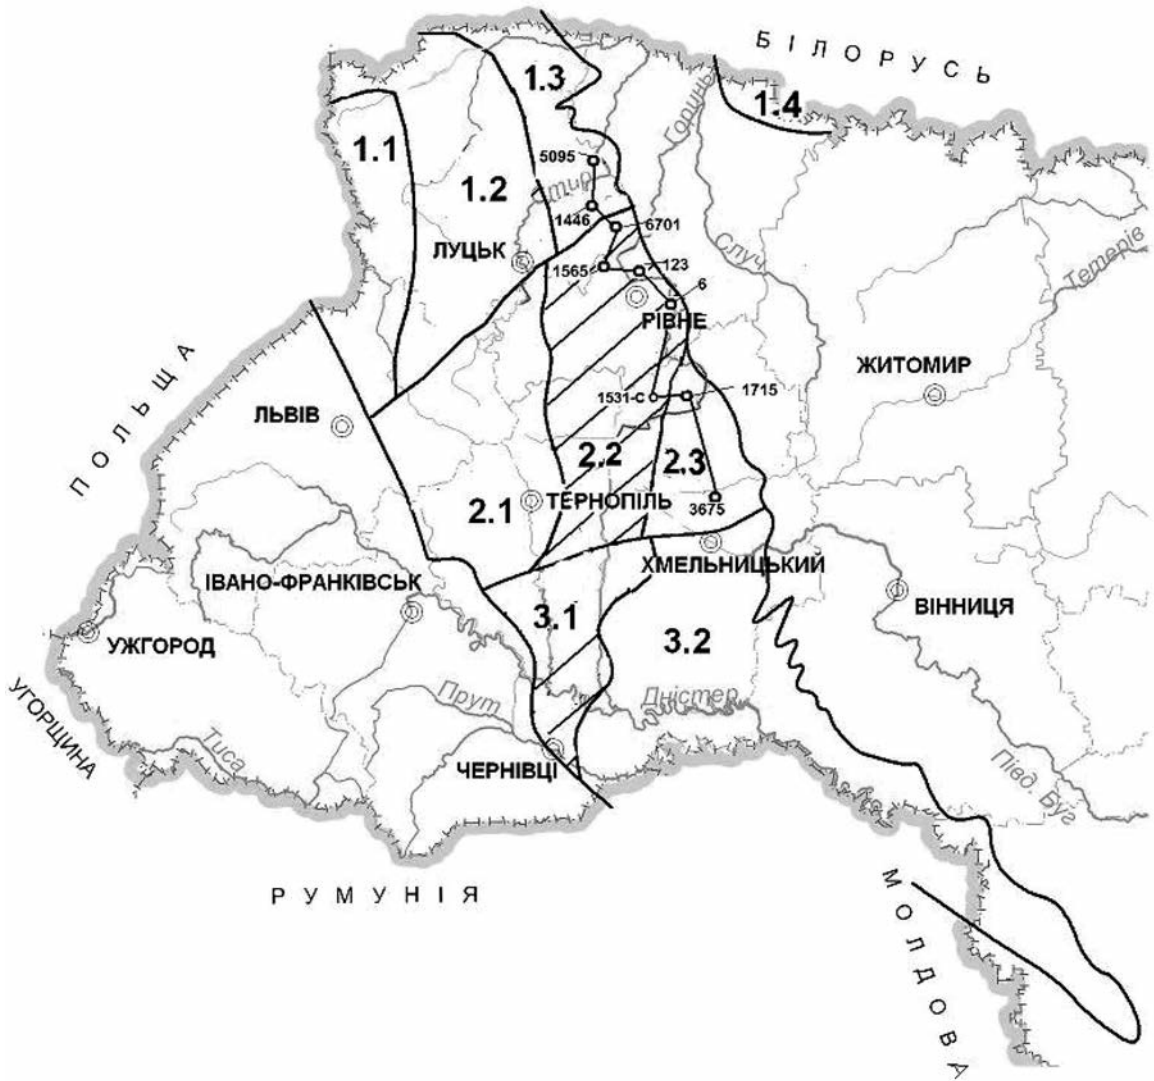 БІЛОРУСЬ
1.3
1.4
Горинь
1.1
5095
Стир
1.2
1446
6701
ЛУЦЬК
Случ
Тетерів
1565
123
6
РІВНЕ
ПОЛЬЩА
ЖИТОМИР
1531-С
1715
ЛЬВІВ
2.2
2.3
2.1
ТЕРНОПІЛЬ
3675
ХМЕЛЬНИЦЬКИЙ
ІВАНО-ФРАНКІВСЬК
ВІННИЦЯ
3.1
УЖГОРОД
3.2
Прут
Дністер
УГОРЩИНА
Тиса
ЧЕРНІВЦІ
Півд. Буг
РУМУНІЯ
МОЛДОВА